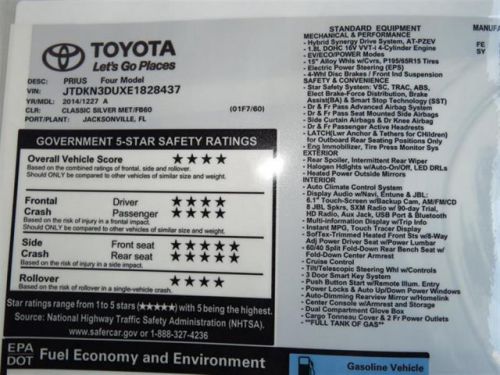 TOYOTA
Let's Go Places
DESC: PRIUS Four Model
VIN: JTDKN3DUXE1828437
YR/MDL: 2014/1227 A
CLR: CLASSIC SILVER MET/FB60 (01F7/60)
PORT/PLANT: JACKSONVILLE, FL
GOVERNMENT 5-STAR SAFETY RATINGS
Overall Vehicle Score ★★★★
Based on the combined ratings of frontal, side and rollover.
Should ONLY be compared to other vehicles of similar size and weight.
Frontal Driver ★★★★
Crash Passenger ★★★★
Based on the risk of injury in a frontal impact.
Should ONLY be compared to other vehicles of similar size and weight.
Side Front seat ★★★★★
Crash Rear seat ★★★★
Based on the risk of injury in a side impact.
Rollover ★★★★
Based on the risk of rollover in a single-vehicle crash.
Star ratings range from 1 to 5 stars (★★★★★) with 5 being the highest.
Source: National Highway Traffic Safety Administration (NHTSA).
www.safercar.gov or 1-888-327-4236
EPA
DOT
Fuel Economy and Environment
Gasoline Vehicle
STANDARD EQUIPMENT
MECHANICAL & PERFORMANCE
- Hybrid Synergy Drive System, AT-PZEV
- 1.8L DOHC 16V VVT-i 4-Cylinder Engine
- EV/ECO/POWER Modes
- 15" Alloy Whls w/Cvrs, P195/65R15 Tires
- Electric Power Steering (EPS)
- 4-Whl Disc Brakes / Front Ind Suspension
SAFETY & CONVENIENCE
- Star Safety System: VSC, TRAC, ABS,
Elect Brake-Force Distribution, Brake
Assist(BA) & Smart Stop Technology (SST)
- Dr & Fr Pass Advanced Airbag System
- Dr & Fr Pass Seat Mounted Side Airbags
- Side Curtain Airbags & Dr Knee Airbag
- Dr & Fr Passenger Active Headrests
- LATCH(Lwr Anchor & Tethers for CHildren)
for Outboard Rear Seating Positions Only
- Eng Immobilizer, Tire Press Monitor Sys
EXTERIOR
- Rear Spoiler, Intermittent Rear Wiper
- Halogen Hdlghts w/Auto-On/Off, LED DRLs
- Heated Power Outside Mirrors
INTERIOR
- Auto Climate Control System
- Display Audio w/Navi, Entune & JBL:
6.1" Touch-Screen w/Backup Cam, AM/FM/CD
8 JBL Spkrs, SXM Radio w/ 90-day Trial,
HD Radio, Aux Jack, USB Port & Bluetooth
- Multi-information Display w/Trip Info
- Instant MPG, Touch Tracer Display
- SofTex-Trimmed Heated Front Sts w/8-Way
Adj Power Driver Seat w/Power Lumbar
- 60/40 Split Fold-Down Rear Bench Seat w/
Fold-Down Center Armrest
- Cruise Control
- Tilt/Telescopic Steering Whl w/Controls
- 3 Door Smart Key System
- Push Button Start w/Remote Illum. Entry
- Power Locks & Auto Up/Down Power Windows
- Auto-Dimming Rearview Mirror w/Homelink
- Center Console w/Armrest and Storage
- Dual Compartment Glove Box
- Cargo Tonneau Cover & 2 Fr Power Outlets
- **FULL TANK OF GAS**
FE
SY